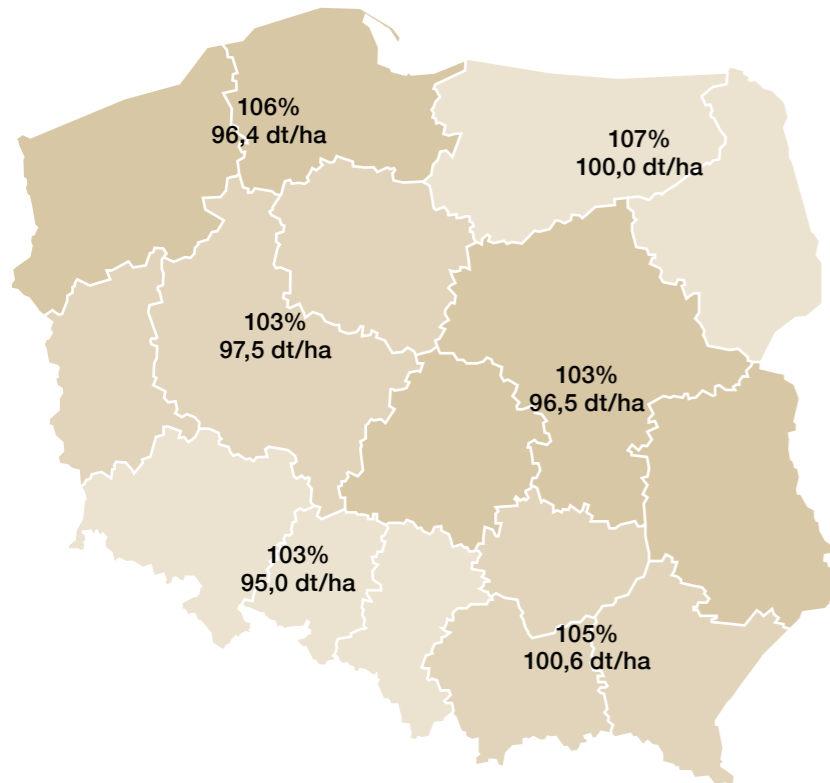 106%
96,4 dt/ha
107%
100,0 dt/ha
103%
97,5 dt/ha
103%
96,5 dt/ha
103%
95,0 dt/ha
105%
100,6 dt/ha